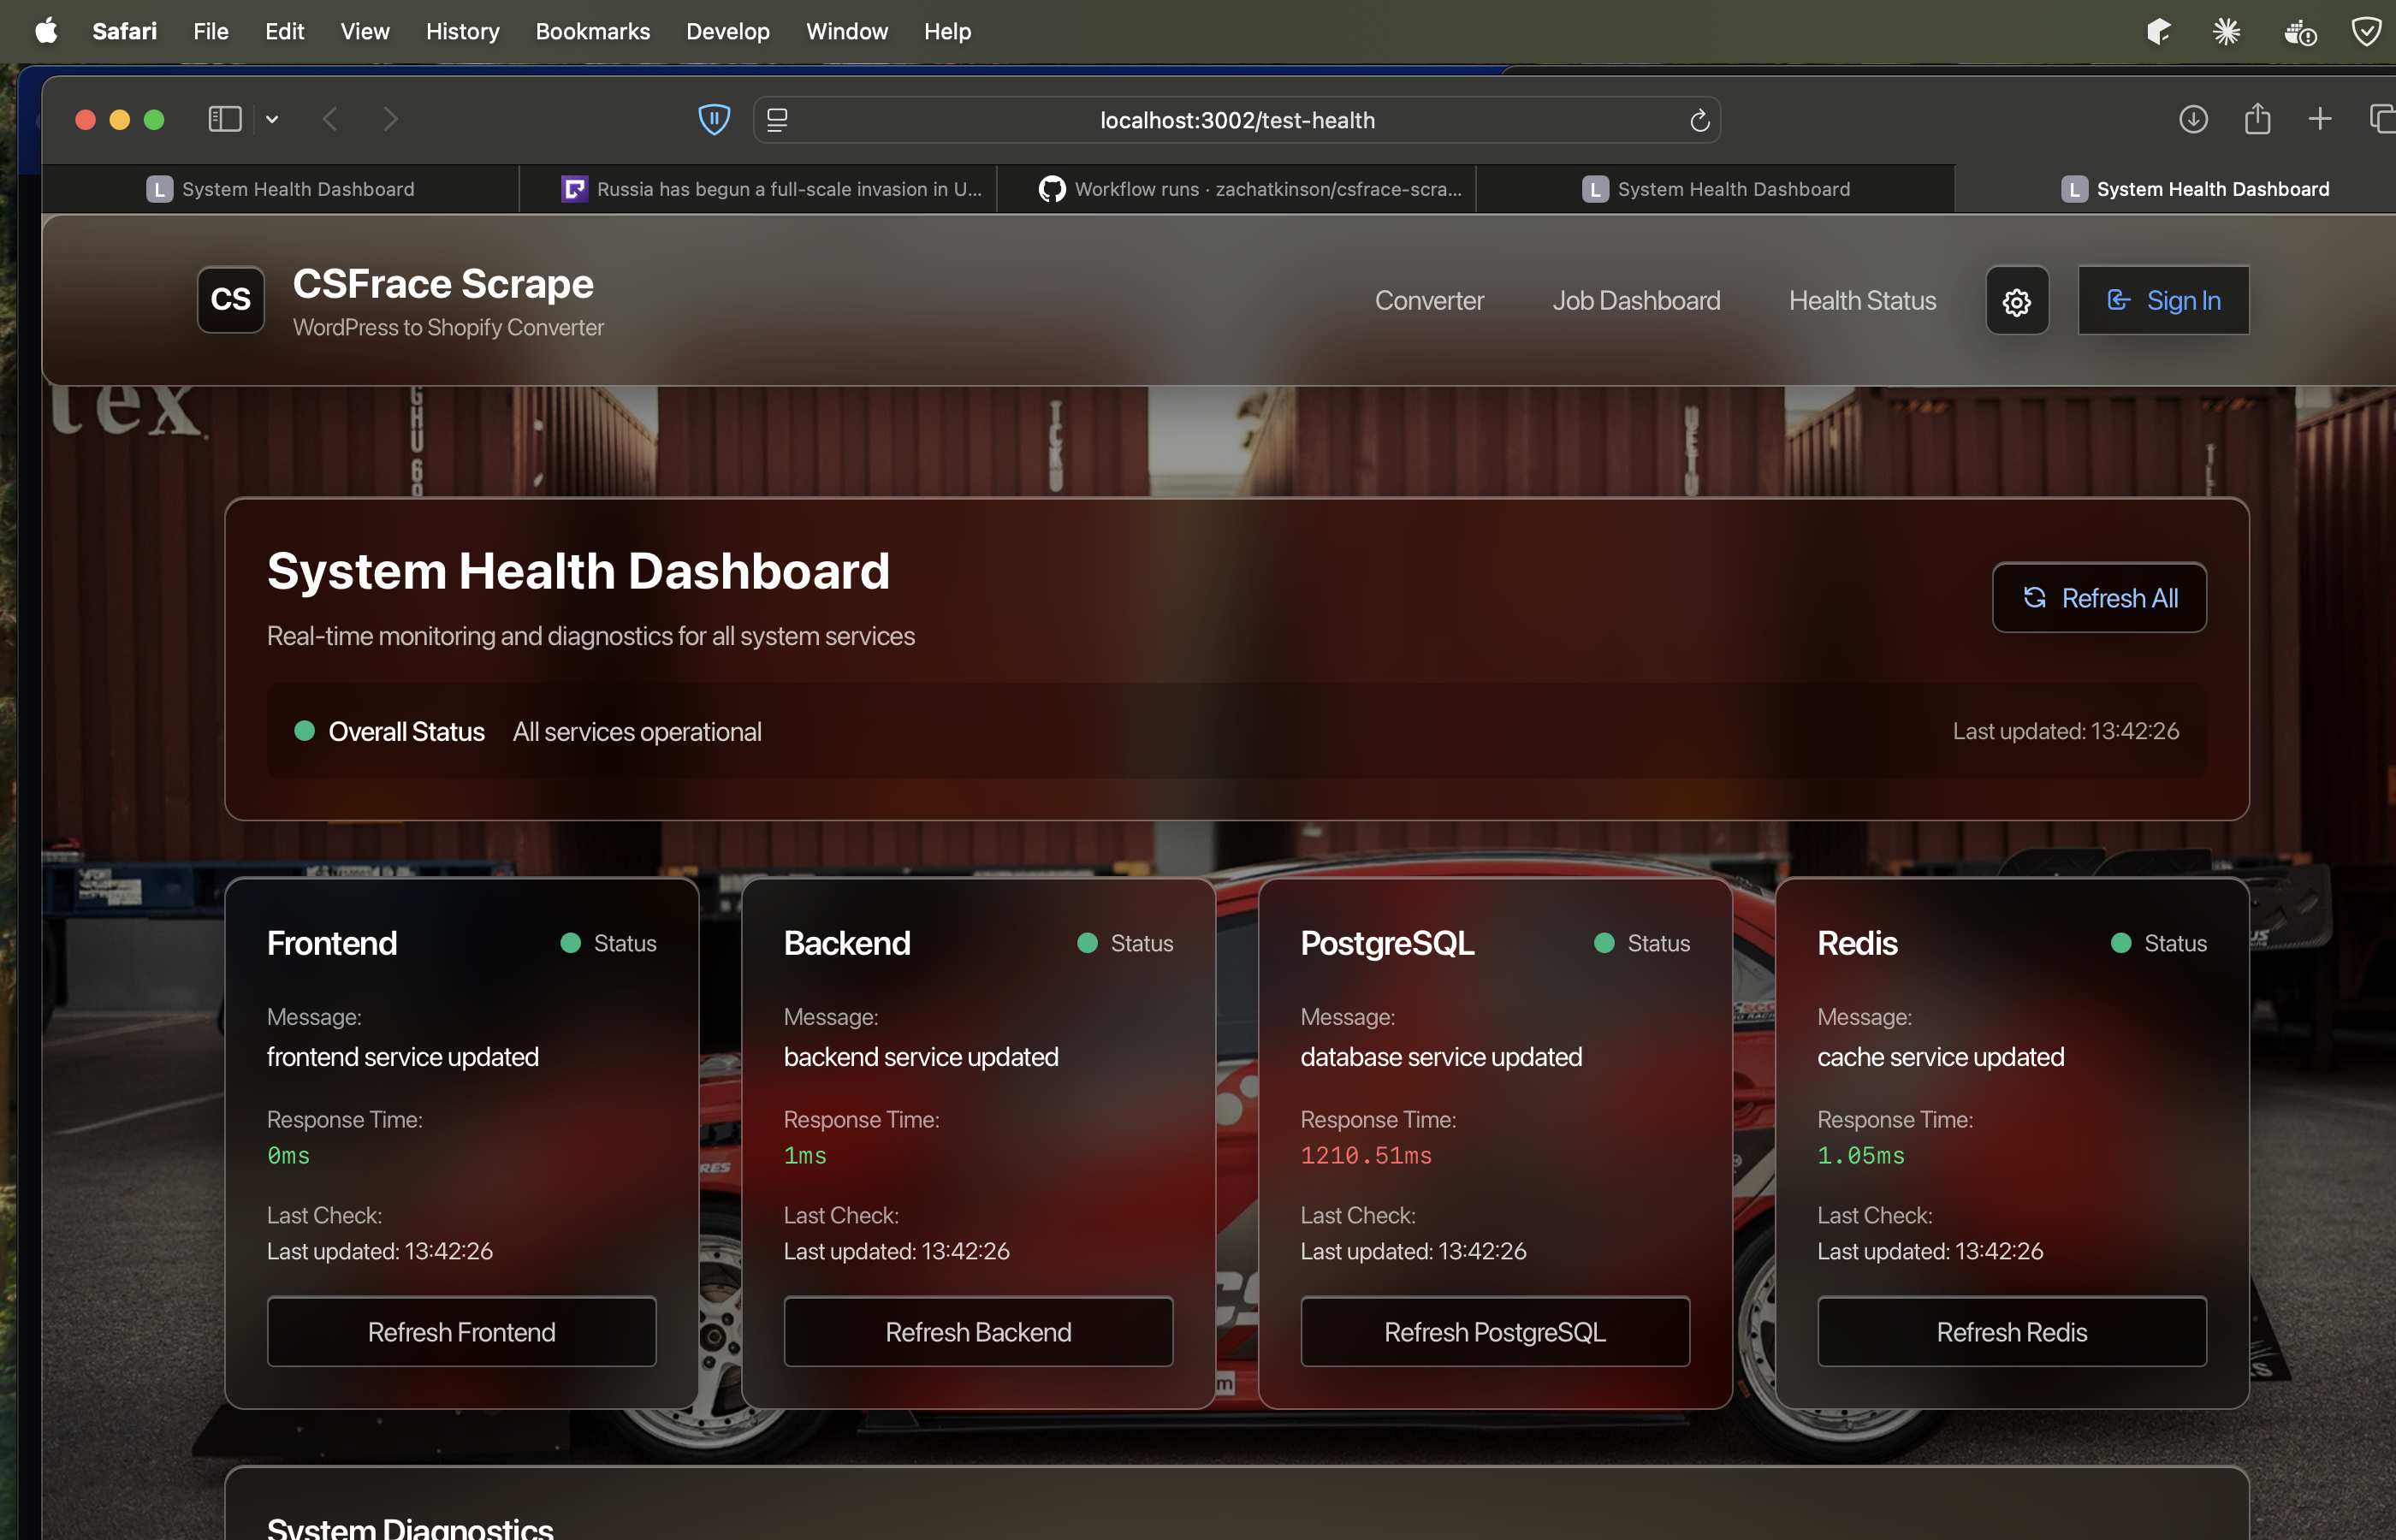 Safari File Edit View History Bookmarks Develop Window Help
localhost:3002/test-health
L System Health Dashboard
Russia has begun a full-scale invasion in U...
Workflow runs · zachatkinson/csfrace-scra...
L System Health Dashboard
L System Health Dashboard
CS
CSFrace Scrape
WordPress to Shopify Converter
Converter
Job Dashboard
Health Status
Sign In
tex
System Health Dashboard
Real-time monitoring and diagnostics for all system services
Refresh All
Overall Status All services operational
Last updated: 13:42:26
Frontend
Status
Message:
frontend service updated
Response Time:
0ms
Last Check:
Last updated: 13:42:26
Refresh Frontend
Backend
Status
Message:
backend service updated
Response Time:
1ms
Last Check:
Last updated: 13:42:26
Refresh Backend
PostgreSQL
Status
Message:
database service updated
Response Time:
1210.51ms
Last Check:
Last updated: 13:42:26
Refresh PostgreSQL
Redis
Status
Message:
cache service updated
Response Time:
1.05ms
Last Check:
Last updated: 13:42:26
Refresh Redis
System Diagnostics